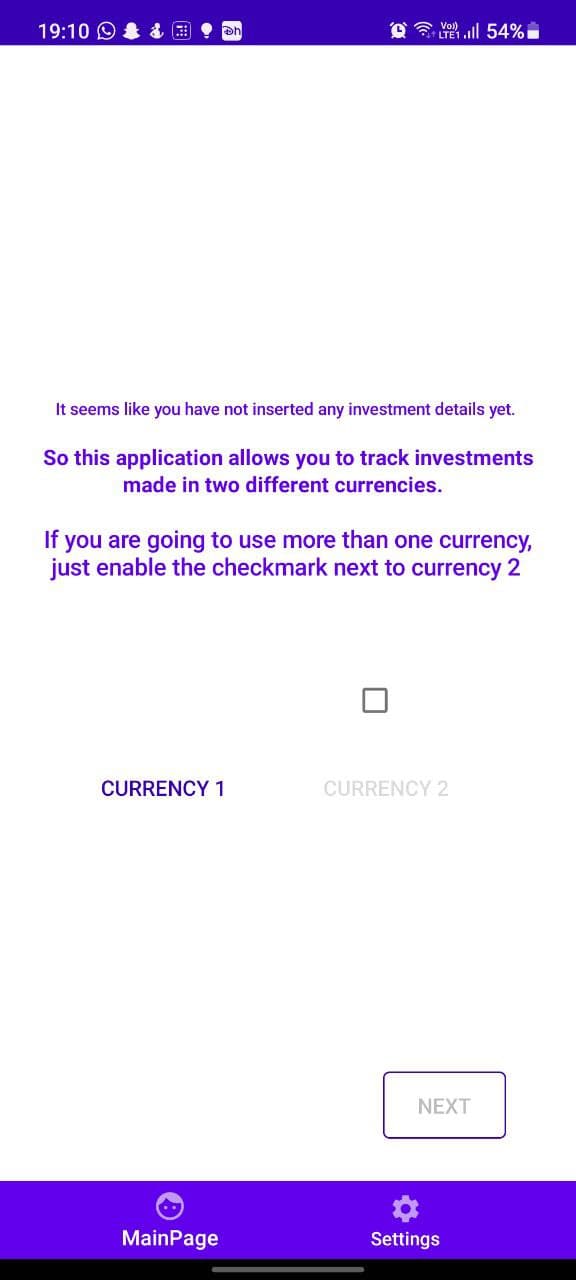 19:10 Vo)) LTE1 54%
It seems like you have not inserted any investment details yet.
So this application allows you to track investments
made in two different currencies.
If you are going to use more than one currency,
just enable the checkmark next to currency 2
CURRENCY 1 CURRENCY 2
NEXT
MainPage Settings